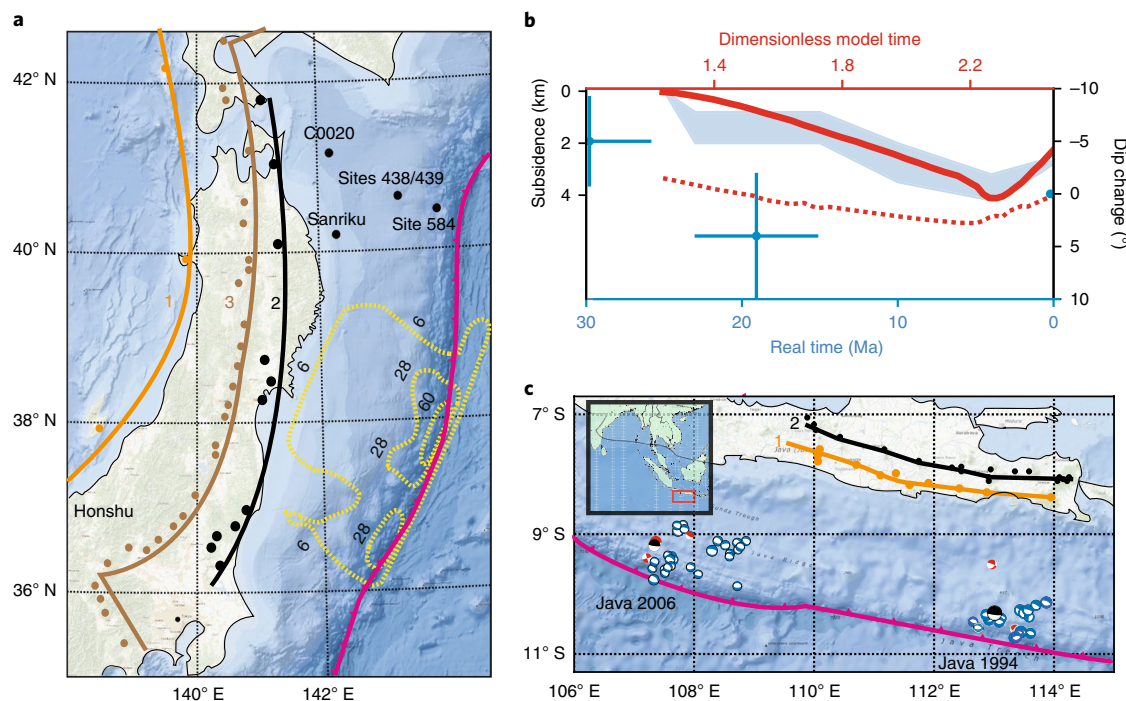 a
42° N
40° N
38° N
36° N
140° E
142° E
C0020
Sites 438/439
Site 584
Sanriku
1
3
2
6
6
28
60
28
28
6
Honshu
b
Dimensionless model time
1.4
1.8
2.2
Subsidence (km)
0
2
4
Dip change (°)
–10
–5
0
5
10
30
20
10
0
Real time (Ma)
c
7° S
9° S
11° S
106° E
108° E
110° E
112° E
114° E
2
1
Java 2006
Java 1994